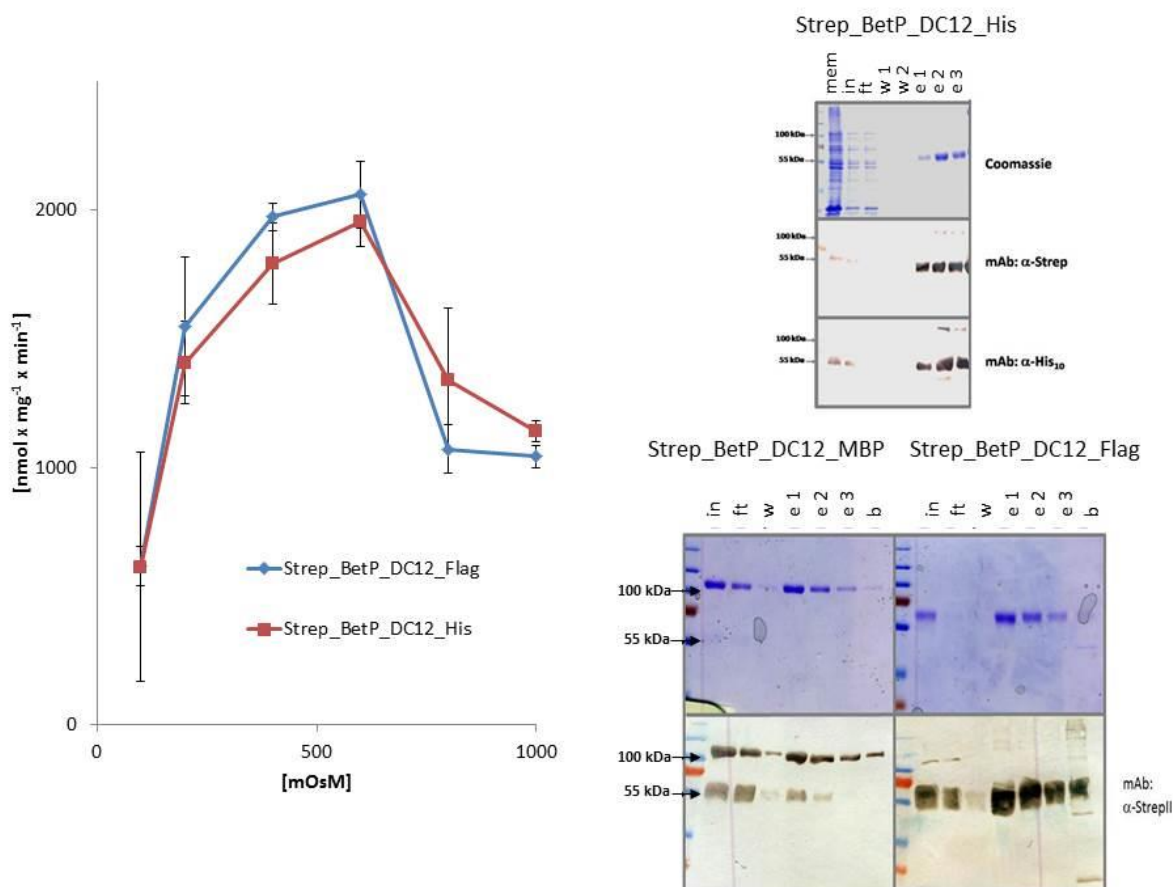 2000
1000
0
[nmol x mg-1 x min-1]
Strep_BetP_DC12_Flag
Strep_BetP_DC12_His
0
500
1000
[mOsM]
Strep_BetP_DC12_His
mem
in
ft
w 1
w 2
e 1
e 2
e 3
100 kDa
55 kDa
Coomassie
100 kDa
55 kDa
mAb: α-Strep
100 kDa
55 kDa
mAb: α-His10
Strep_BetP_DC12_MBP
Strep_BetP_DC12_Flag
in
ft
w
e 1
e 2
e 3
b
in
ft
w
e 1
e 2
e 3
b
100 kDa
55 kDa
100 kDa
55 kDa
mAb:
α-StrepII